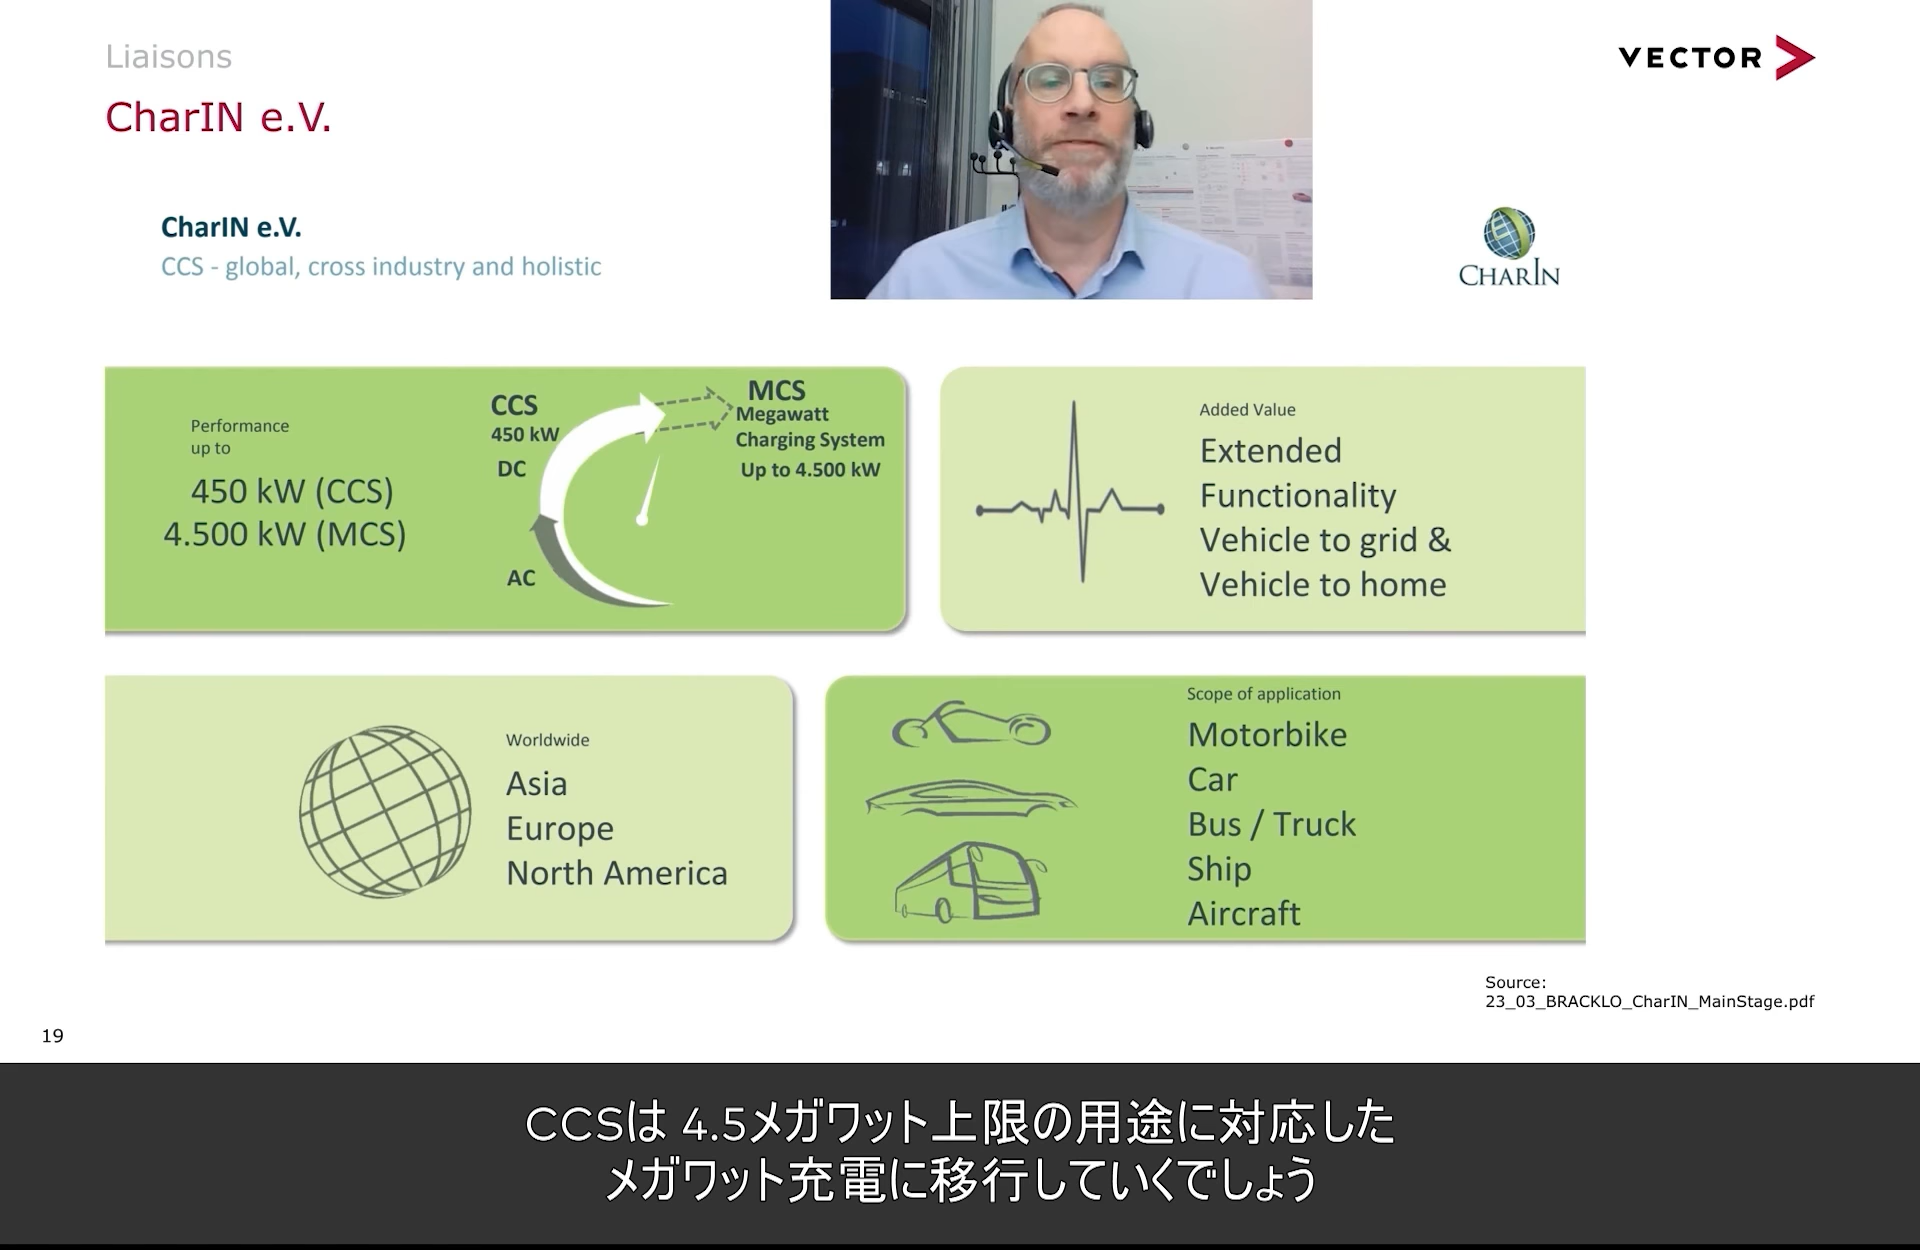 Liaisons
CharIN e.V.
VECTOR
CharIN e.V.
CCS - global, cross industry and holistic
CHARIN
Performance
up to
450 kW (CCS)
4.500 kW (MCS)
CCS
450 kW
DC
AC
MCS
Megawatt
Charging System
Up to 4.500 kW
Added Value
Extended
Functionality
Vehicle to grid &
Vehicle to home
Worldwide
Asia
Europe
North America
Scope of application
Motorbike
Car
Bus / Truck
Ship
Aircraft
Source:
23_03_BRACKLO_CharIN_MainStage.pdf
19
CCSは 4.5メガワット上限の用途に対応した
メガワット充電に移行していくでしょう